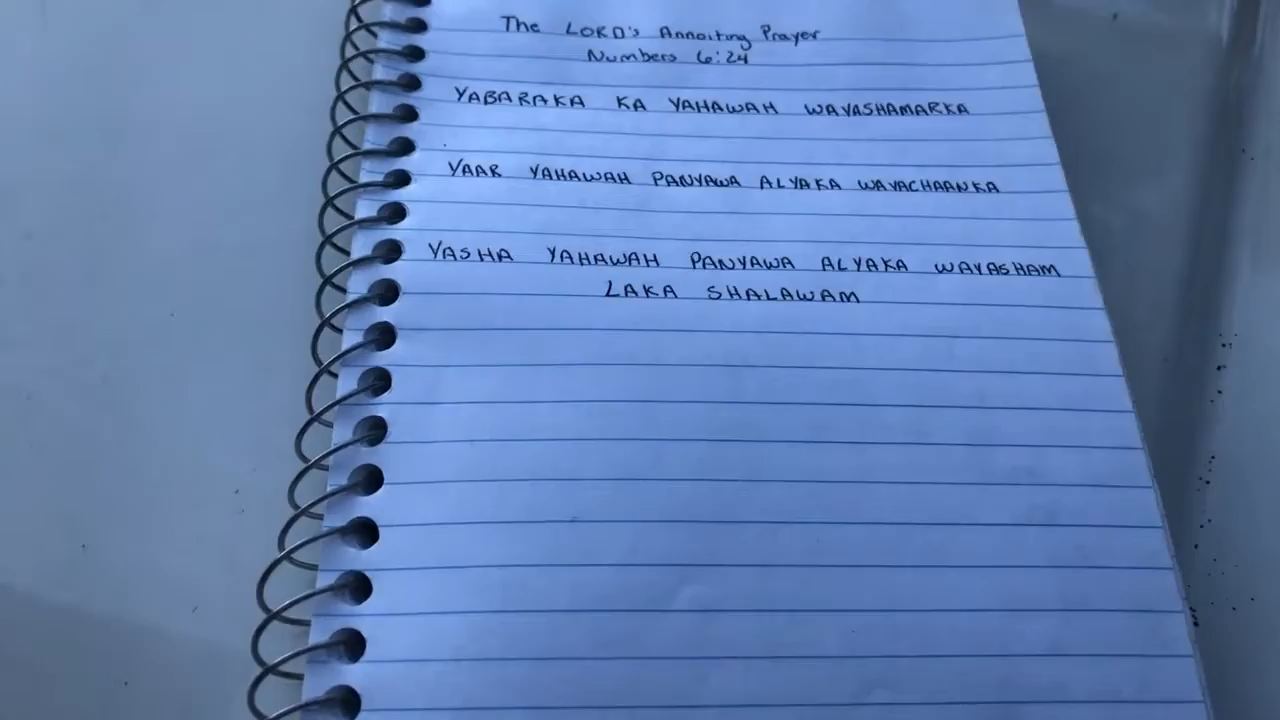 The LORD's Annoiting Prayer
Numbers 6:24
YABARAKA KA YAHAWAH WAYASHAMARKA
YAAR YAHAWAH PANYAWA ALYAKA WAYACHAANKA
YASHA YAHAWAH PANYAWA ALYAKA WAYASHAM
LAKA SHALAWAM